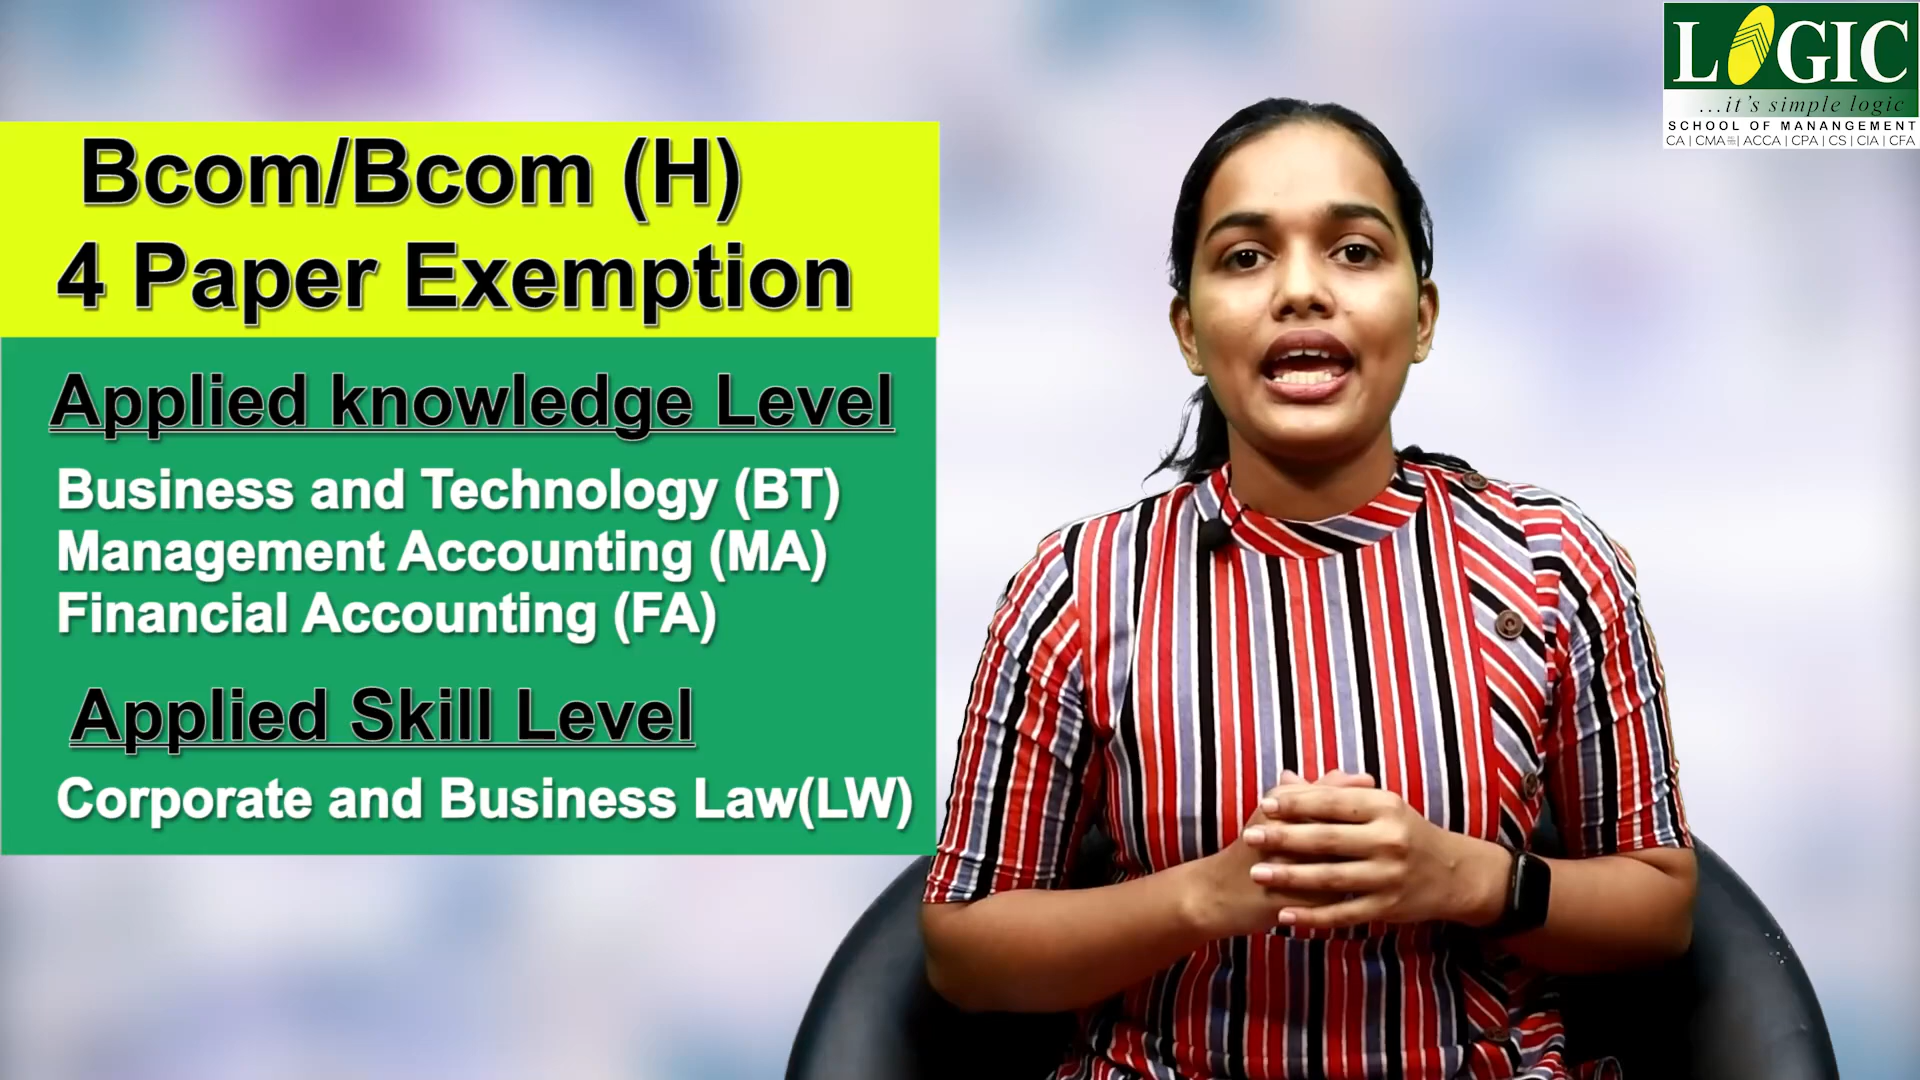 Bcom/Bcom (H)
4 Paper Exemption
Applied knowledge Level
Business and Technology (BT)
Management Accounting (MA)
Financial Accounting (FA)
Applied Skill Level
Corporate and Business Law(LW)
LOGIC
...it's simple logic
SCHOOL OF MANANGEMENT
CA | CMA | ACCA | CPA | CS | CIA | CFA